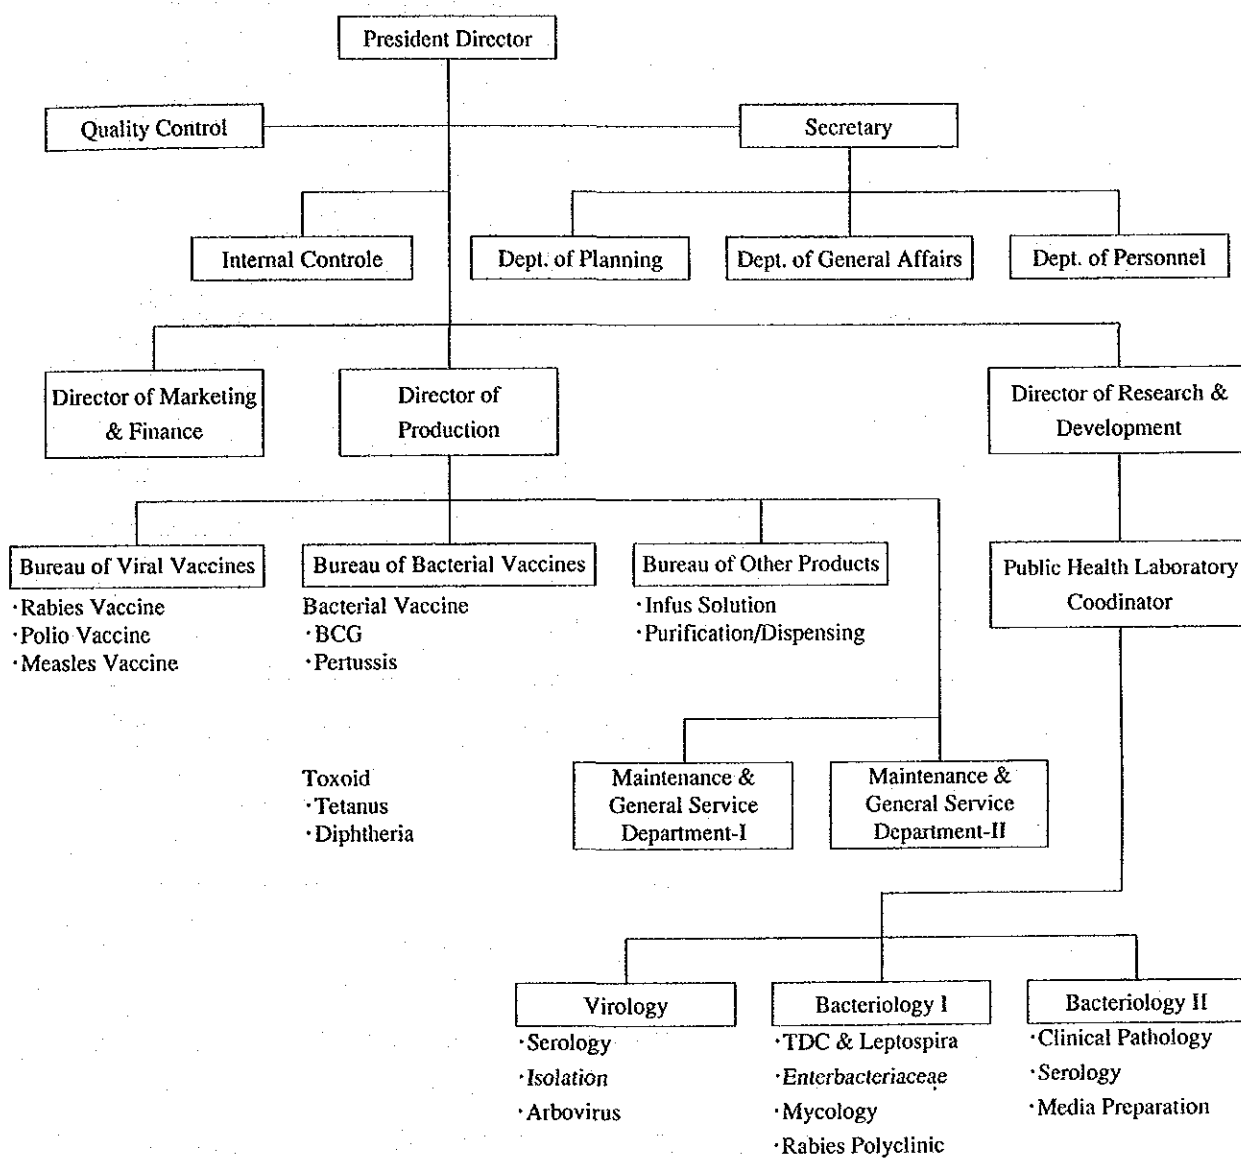 President Director
Quality Control
Secretary
Internal Controle
Dept. of Planning
Dept. of General Affairs
Dept. of Personnel
Director of Marketing
& Finance
Director of
Production
Director of Research &
Development
Bureau of Viral Vaccines
·Rabies Vaccine
·Polio Vaccine
·Measles Vaccine
Bureau of Bacterial Vaccines
Bacterial Vaccine
·BCG
·Pertussis
Toxoid
·Tetanus
·Diphtheria
Bureau of Other Products
·Infus Solution
·Purification/Dispensing
Public Health Laboratory
Coodinator
Maintenance &
General Service
Department-I
Maintenance &
General Service
Department-II
Virology
·Serology
·Isolation
·Arbovirus
Bacteriology I
·TDC & Leptospira
·Enterbacteriaceae
·Mycology
·Rabies Polyclinic
Bacteriology II
·Clinical Pathology
·Serology
·Media Preparation